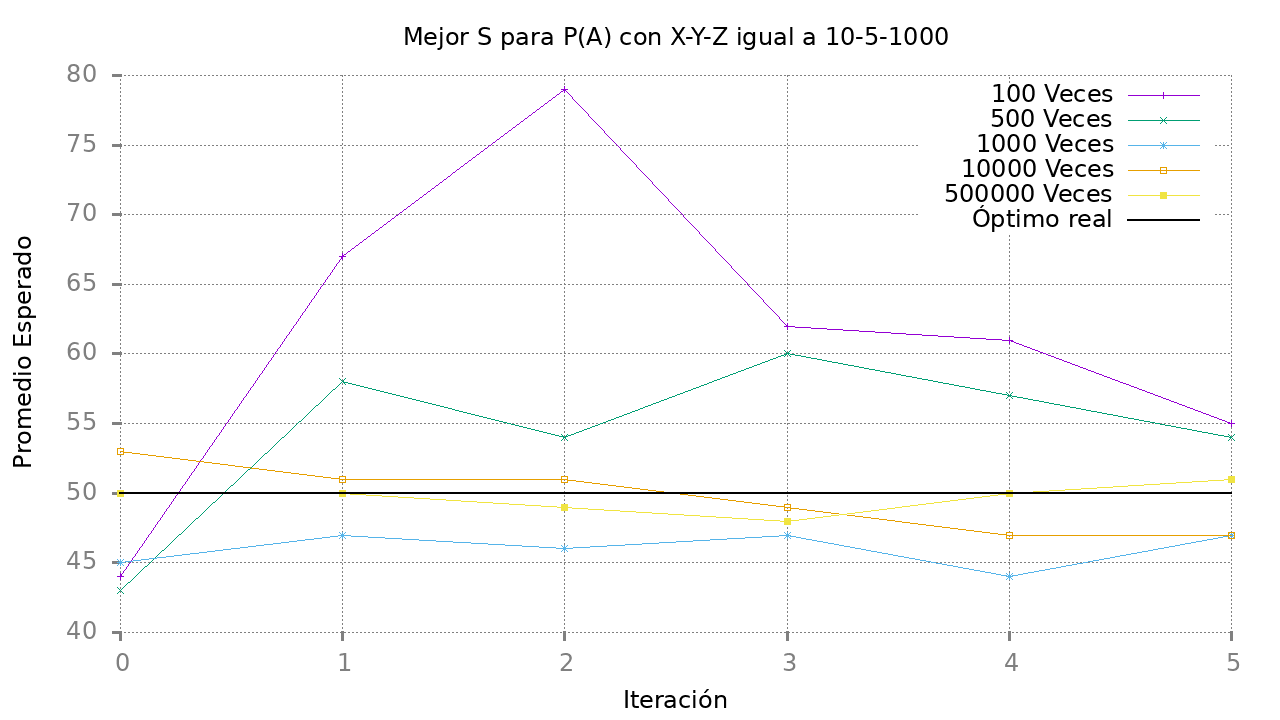 Mejor S para P(A) con X-Y-Z igual a 10-5-1000
80
75
70
65
60
55
50
45
40
Promedio Esperado
100 Veces
500 Veces
1000 Veces
10000 Veces
500000 Veces
Óptimo real
0 1 2 3 4 5
Iteración